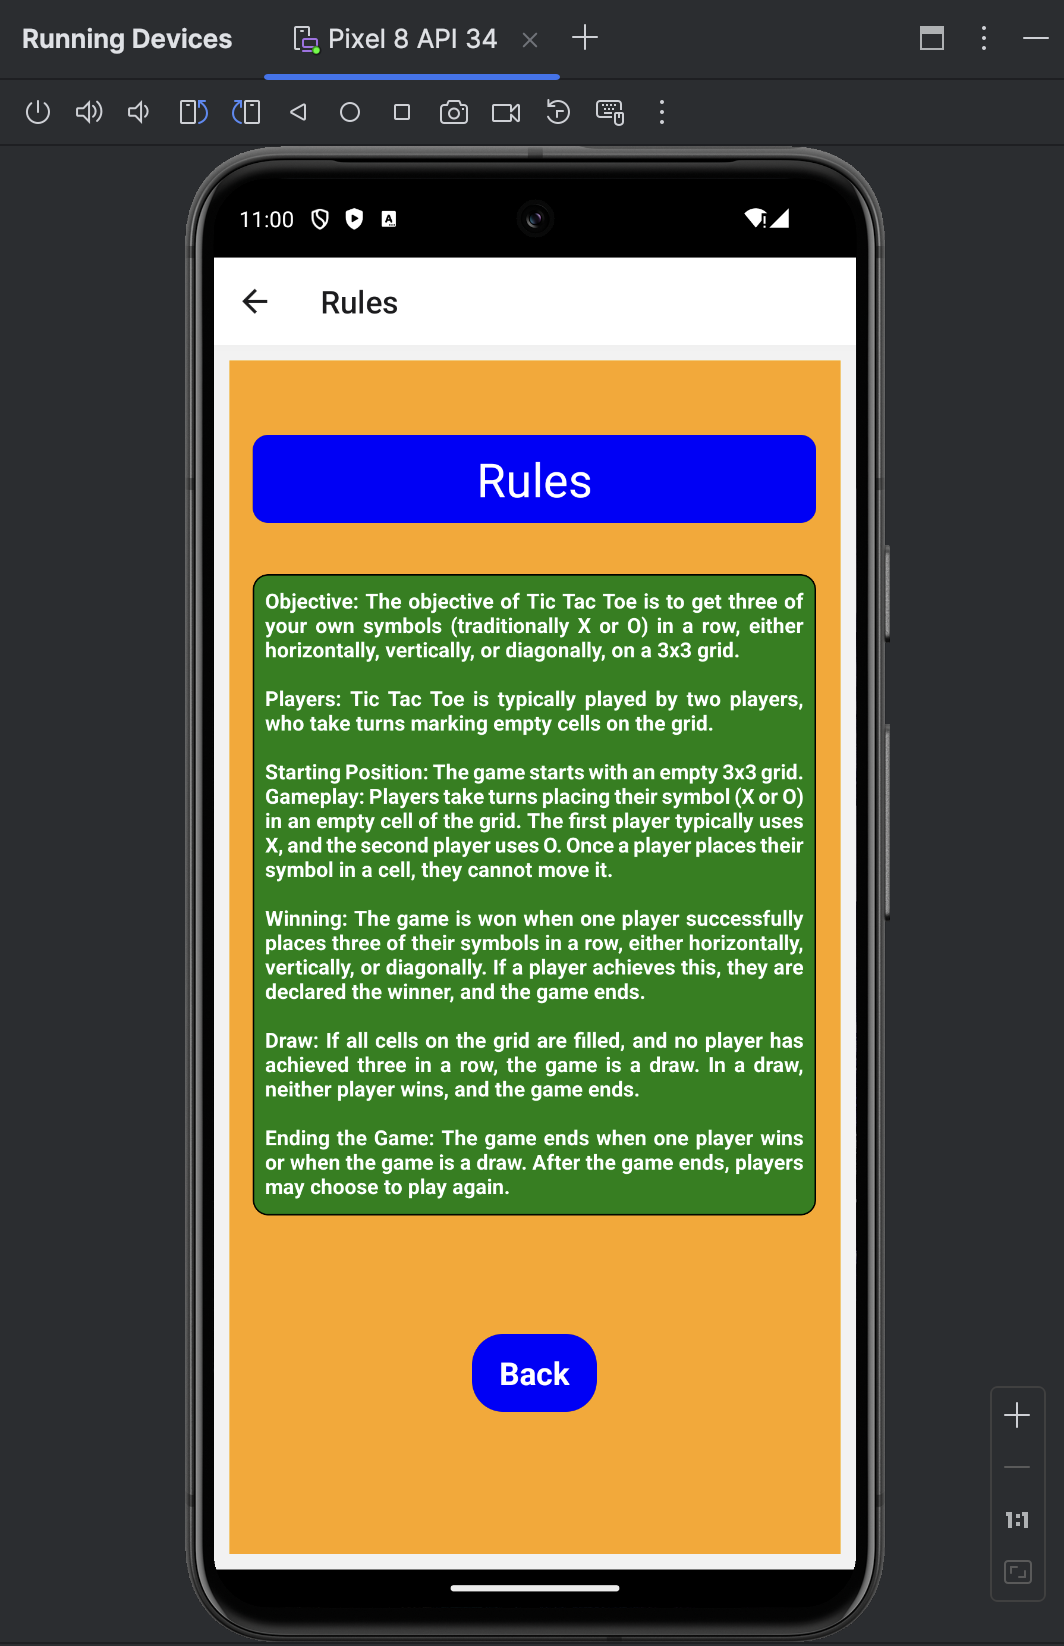 Running Devices
Pixel 8 API 34
11:00
A
Rules
Rules
Objective: The objective of Tic Tac Toe is to get three of
your own symbols (traditionally X or O) in a row, either
horizontally, vertically, or diagonally, on a 3x3 grid.
Players: Tic Tac Toe is typically played by two players,
who take turns marking empty cells on the grid.
Starting Position: The game starts with an empty 3x3 grid.
Gameplay: Players take turns placing their symbol (X or O)
in an empty cell of the grid. The first player typically uses
X, and the second player uses O. Once a player places their
symbol in a cell, they cannot move it.
Winning: The game is won when one player successfully
places three of their symbols in a row, either horizontally,
vertically, or diagonally. If a player achieves this, they are
declared the winner, and the game ends.
Draw: If all cells on the grid are filled, and no player has
achieved three in a row, the game is a draw. In a draw,
neither player wins, and the game ends.
Ending the Game: The game ends when one player wins
or when the game is a draw. After the game ends, players
may choose to play again.
Back
1:1